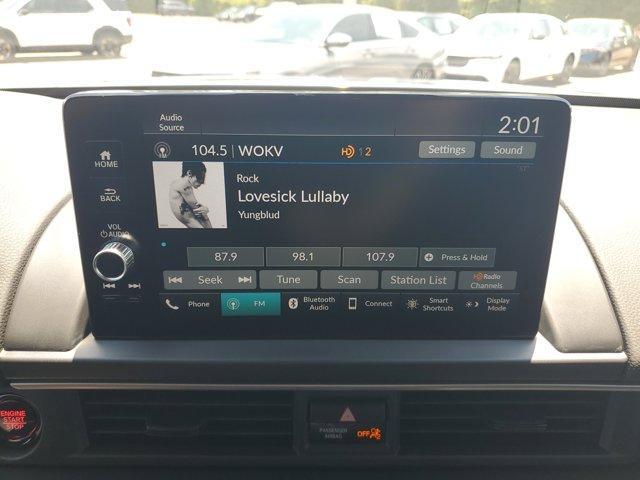 Audio
Source
2:01
HOME
104.5 | WOKV
HD 1 2
Settings
Sound
BACK
Rock
Lovesick Lullaby
Yungblud
VOL
AUDIO
87.9
98.1
107.9
Press & Hold
Seek
Tune
Scan
Station List
HD Radio
Channels
Phone
FM
Bluetooth
Audio
Connect
Smart
Shortcuts
Display
Mode
ENGINE
START
STOP
PASSENGER
AIRBAG
OFF